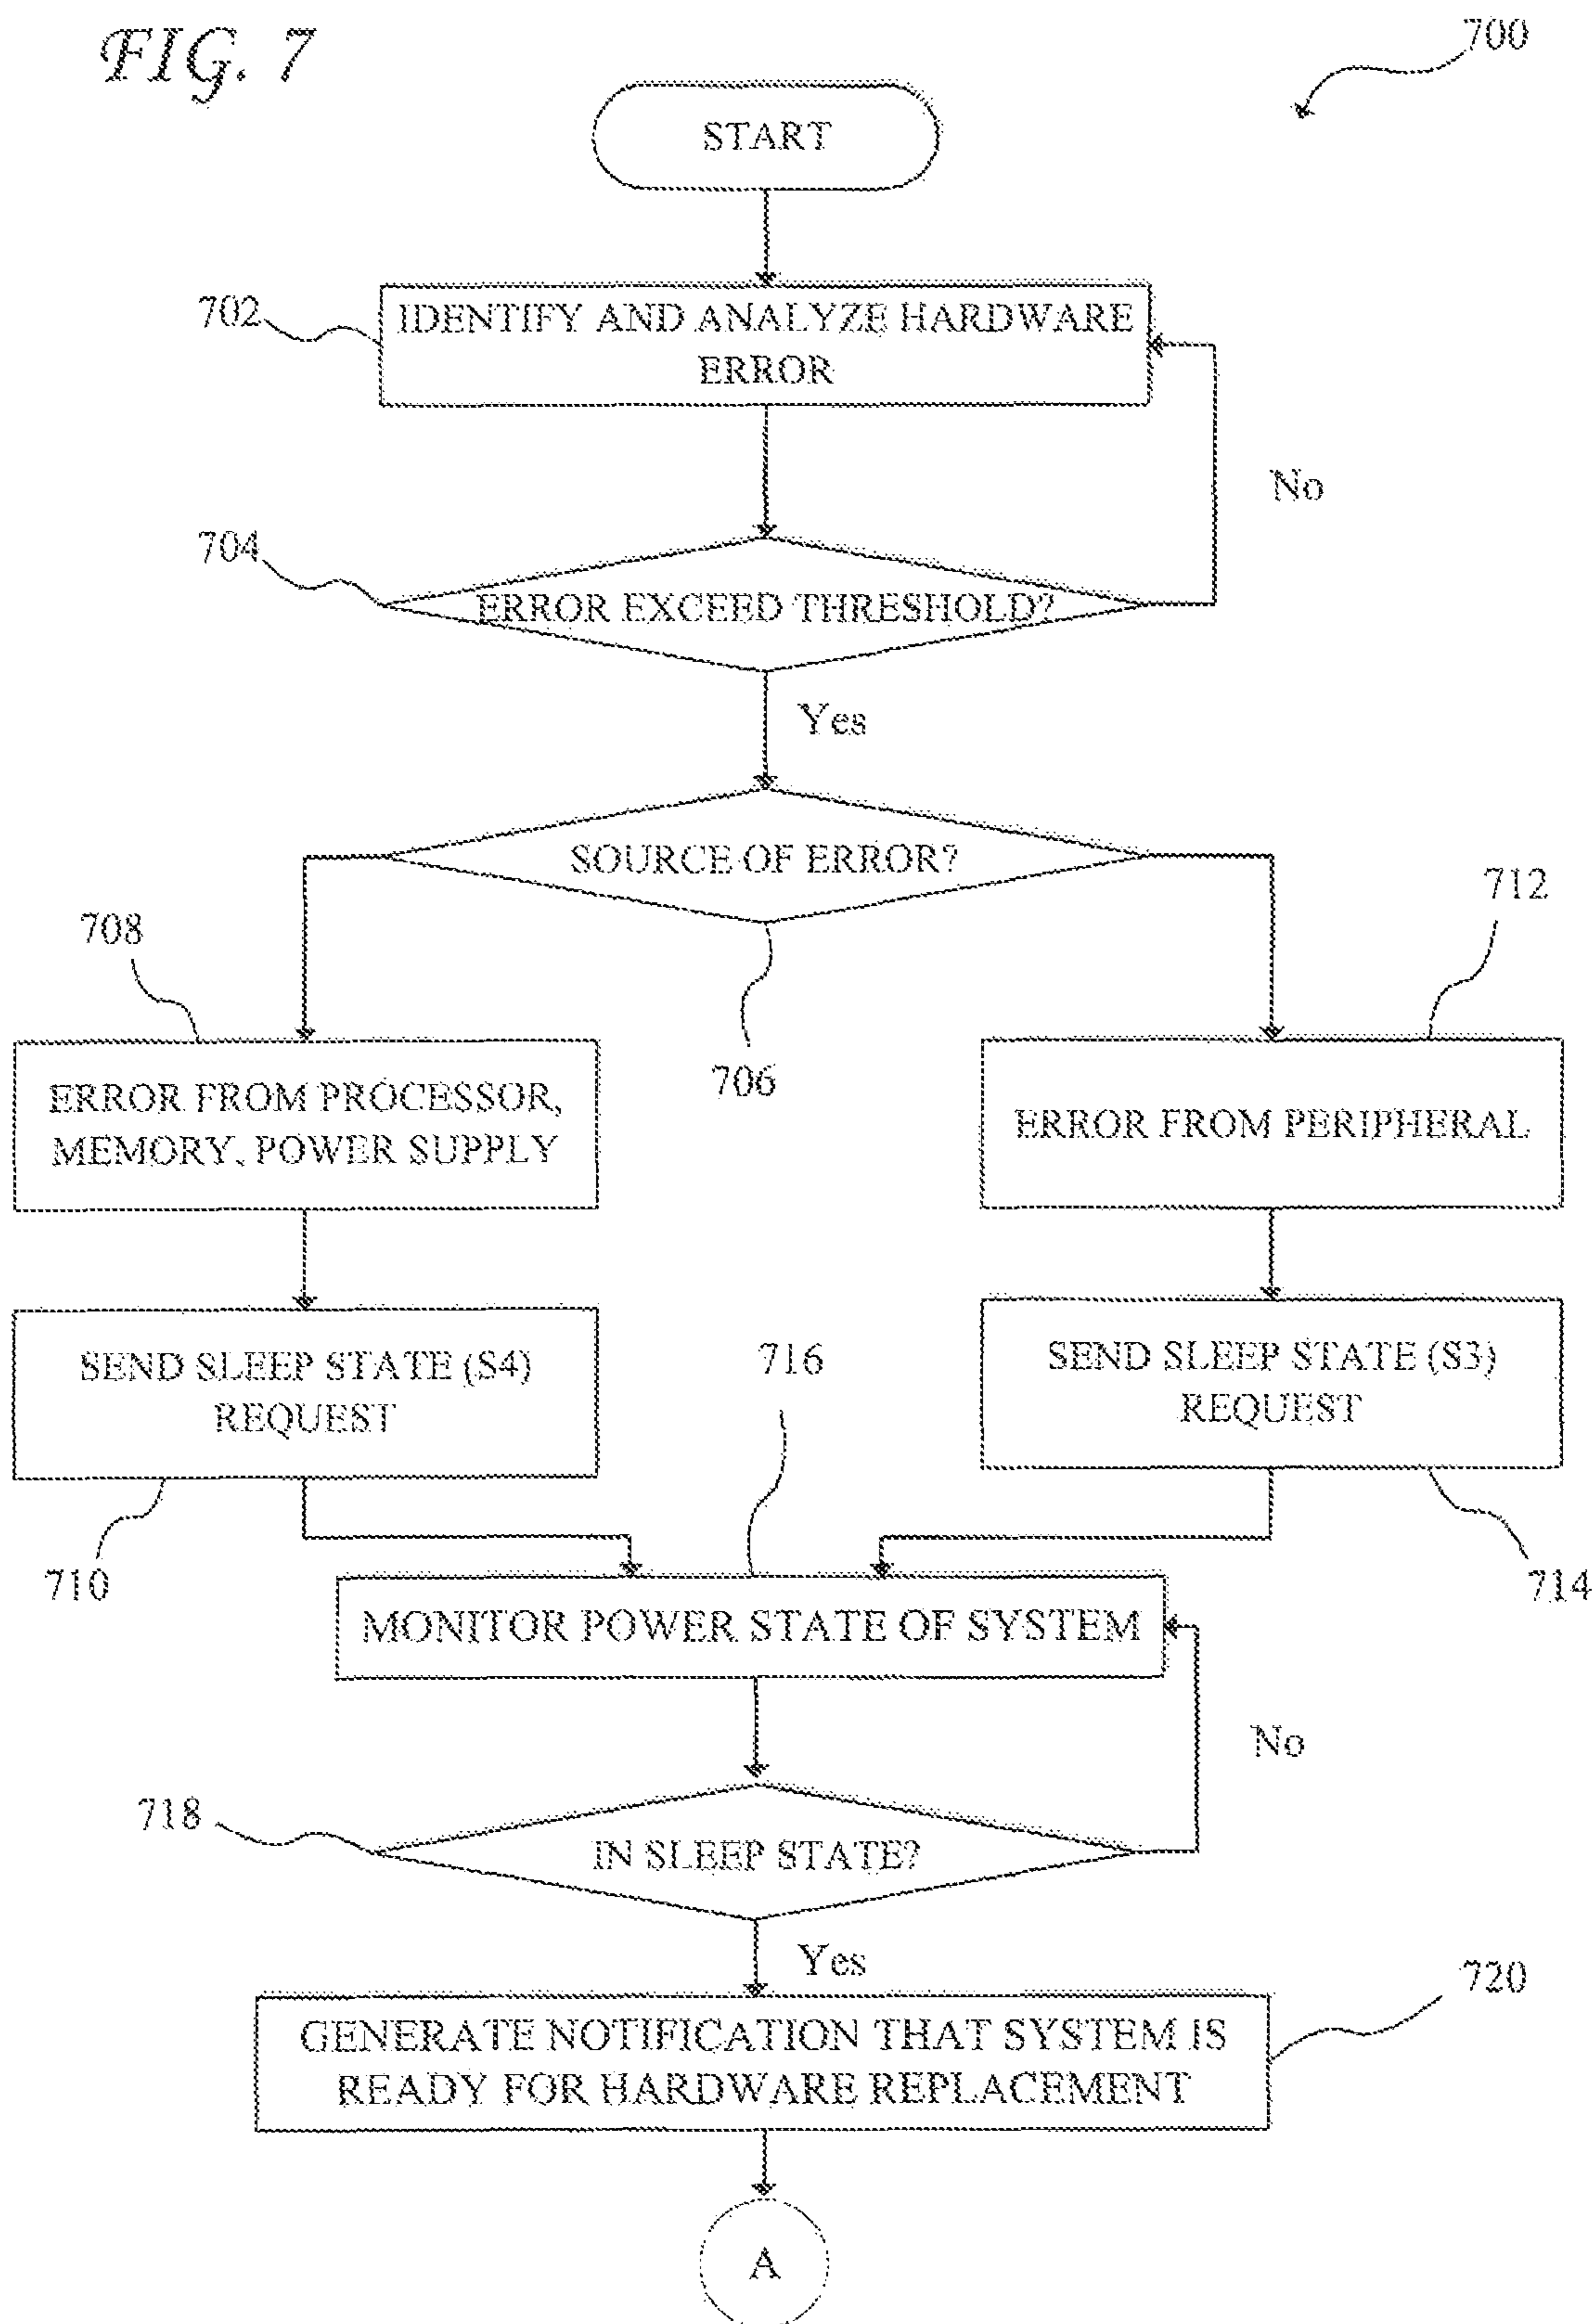 FIG. 7
700
START
702
IDENTIFY AND ANALYZE HARDWARE
ERROR
No
704
ERROR EXCEED THRESHOLD?
Yes
SOURCE OF ERROR?
712
708
706
ERROR FROM PROCESSOR,
MEMORY, POWER SUPPLY
ERROR FROM PERIPHERAL
716
SEND SLEEP STATE (S4)
REQUEST
SEND SLEEP STATE (S3)
REQUEST
710
714
MONITOR POWER STATE OF SYSTEM
No
718
IN SLEEP STATE?
Yes
720
GENERATE NOTIFICATION THAT SYSTEM IS
READY FOR HARDWARE REPLACEMENT
A